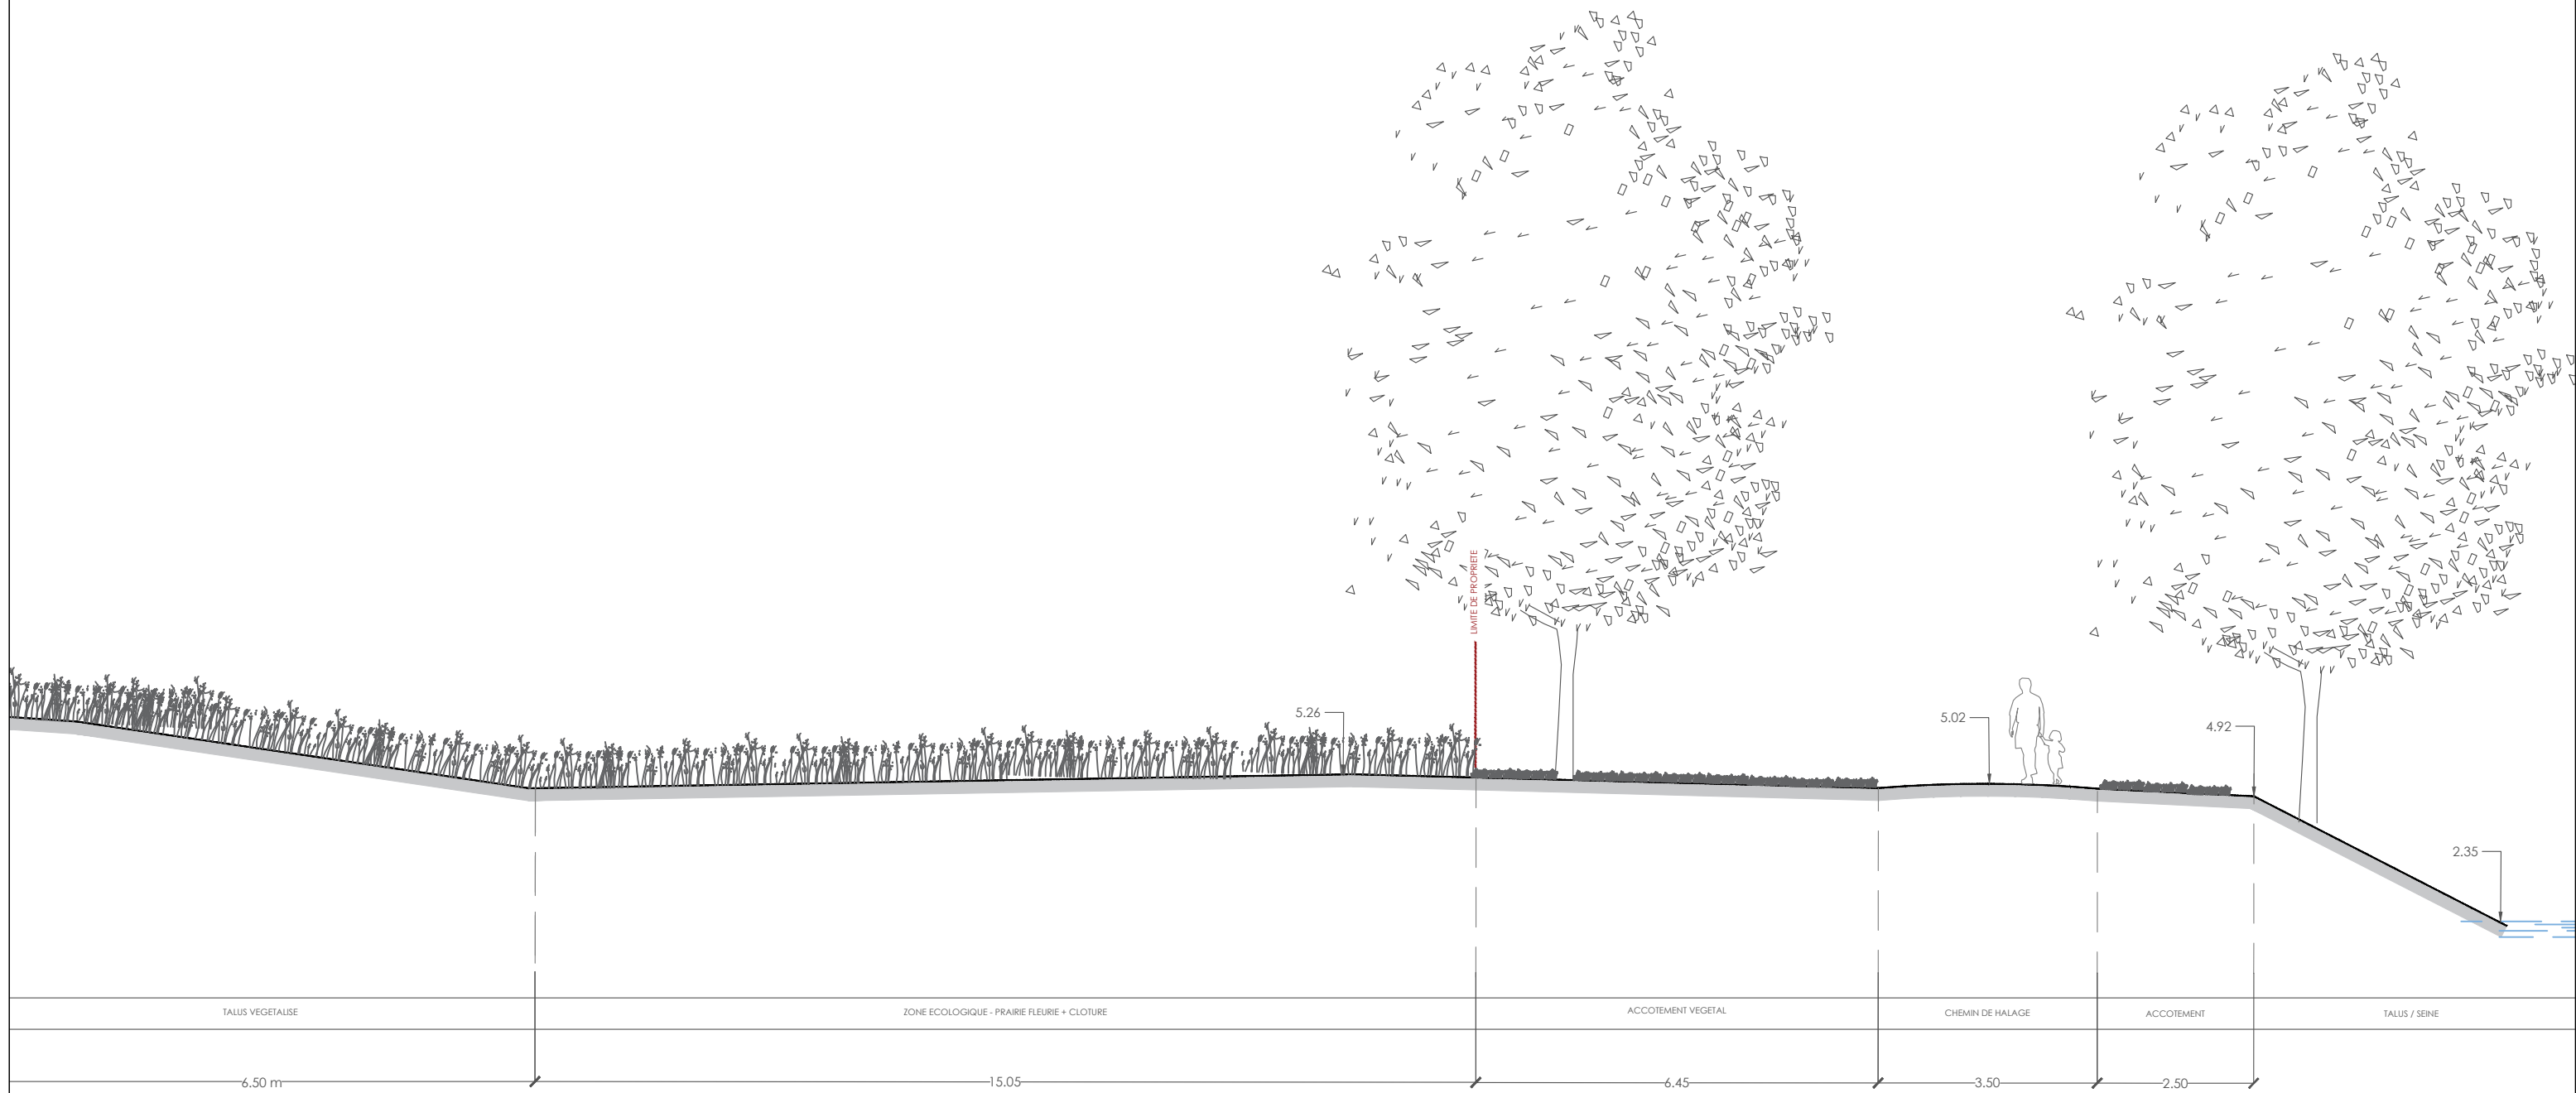 LIMITE DE PROPRIETE
5.26
5.02
4.92
2.35
TALUS VEGETALISE
ZONE ECOLOGIQUE - PRAIRIE FLEURIE + CLOTURE
ACCOTEMENT VEGETAL
CHEMIN DE HALAGE
ACCOTEMENT
TALUS / SEINE
6.50 m
15.05
6.45
3.50
2.50